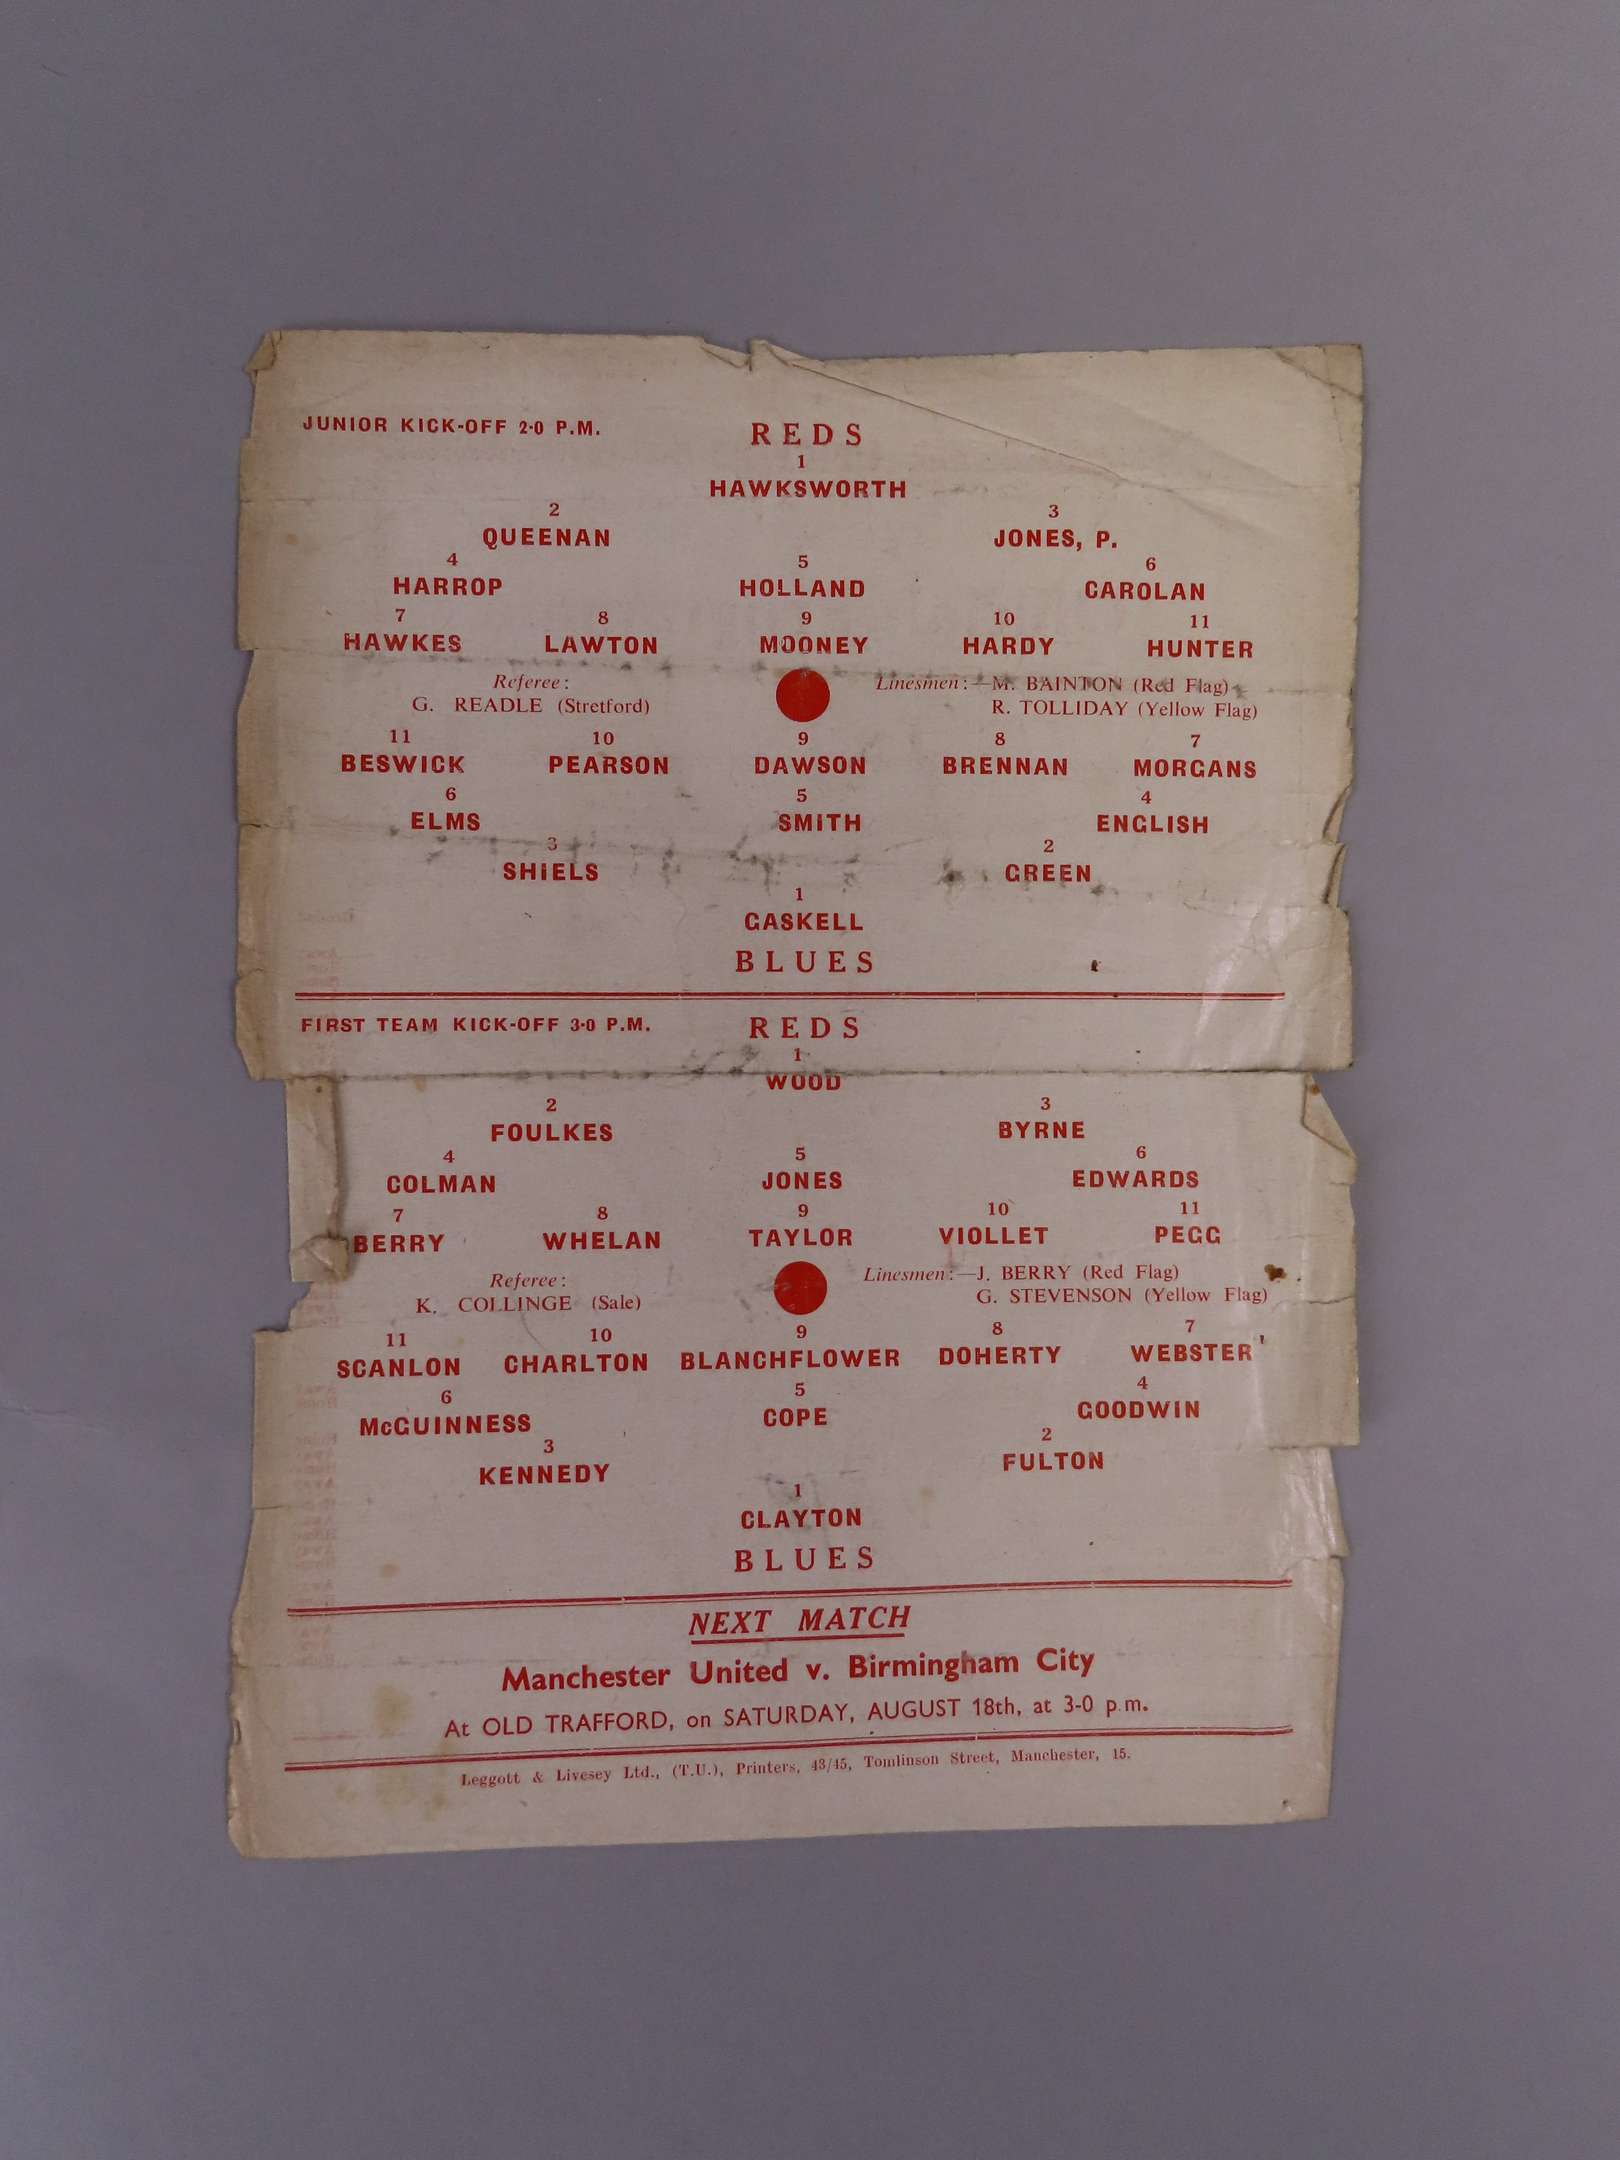 JUNIOR KICK-OFF 2-0 P.M.
REDS
1
HAWKSWORTH
2 3
QUEENAN JONES, P.
4 5 6
HARROP HOLLAND CAROLAN
7 8 9 10 11
HAWKES LAWTON MOONEY HARDY HUNTER
Referee: Linesmen:—M. BAINTON (Red Flag)
G. READLE (Stretford) R. TOLLIDAY (Yellow Flag)
11 10 9 8 7
BESWICK PEARSON DAWSON BRENNAN MORGANS
6 5 4
ELMS SMITH ENGLISH
3 2
SHIELS GREEN
1
GASKELL
BLUES
FIRST TEAM KICK-OFF 3-0 P.M. REDS
1
WOOD
2 3
FOULKES BYRNE
4 5 6
COLMAN JONES EDWARDS
7 8 9 10 11
BERRY WHELAN TAYLOR VIOLLET PEGG
Referee: Linesmen:—J. BERRY (Red Flag)
K. COLLINGE (Sale) G. STEVENSON (Yellow Flag)
11 10 9 8 7
SCANLON CHARLTON BLANCHFLOWER DOHERTY WEBSTER
6 5 4
McGUINNESS COPE GOODWIN
3 2
KENNEDY FULTON
1
CLAYTON
BLUES
NEXT MATCH
Manchester United v. Birmingham City
At OLD TRAFFORD, on SATURDAY, AUGUST 18th, at 3-0 p.m.
Leggott & Livesey Ltd., (T.U.), Printers, 43/45, Tomlinson Street, Manchester, 15.